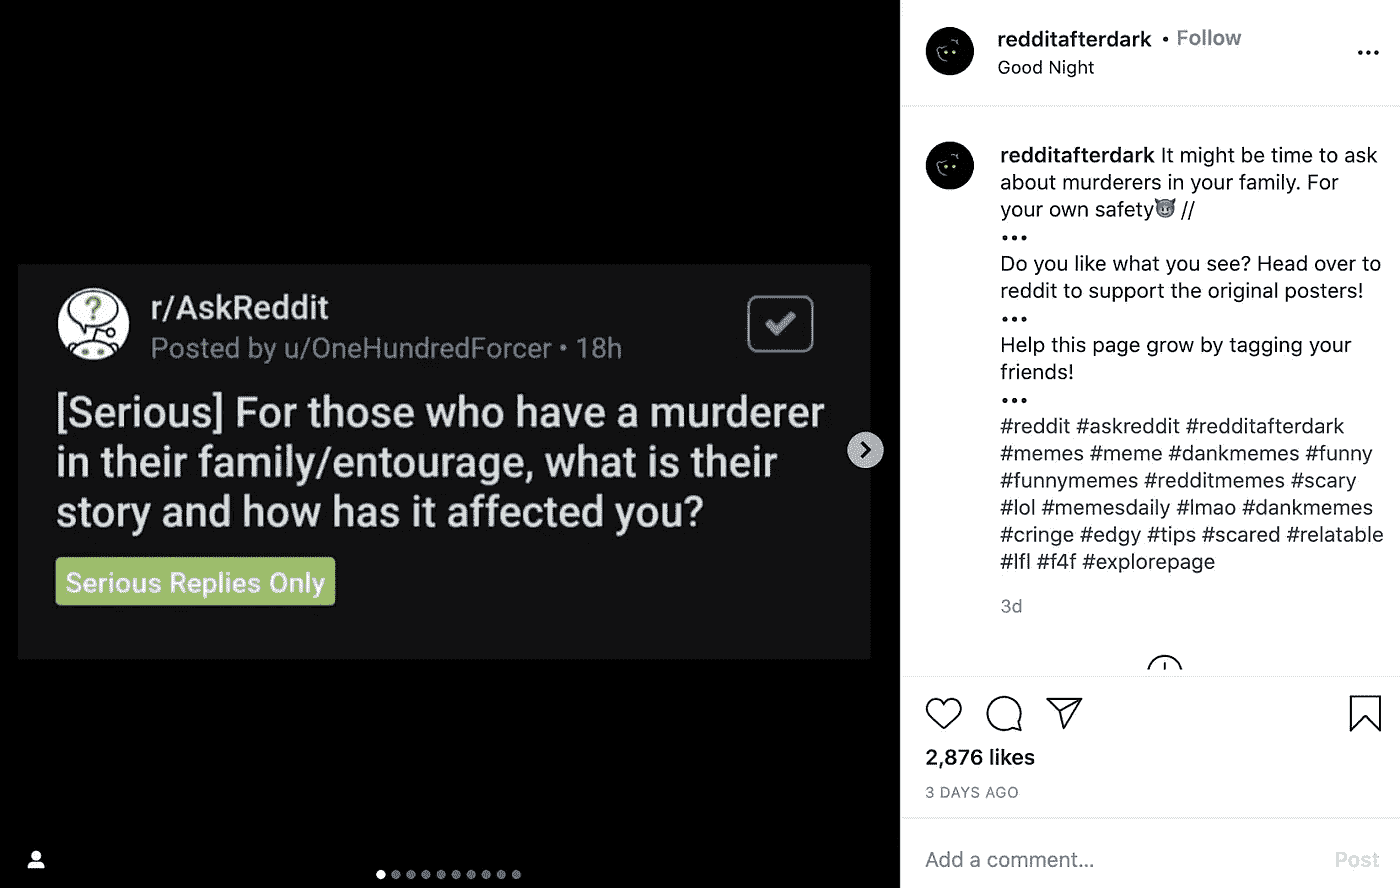 r/AskReddit
Posted by u/OneHundredForcer • 18h
[Serious] For those who have a murderer
in their family/entourage, what is their
story and how has it affected you?
Serious Replies Only
redditafterdark • Follow
Good Night
redditafterdark It might be time to ask
about murderers in your family. For
your own safety😈 //
•••
Do you like what you see? Head over to
reddit to support the original posters!
•••
Help this page grow by tagging your
friends!
•••
#reddit #askreddit #redditafterdark
#memes #meme #dankmemes #funny
#funnymemes #redditmemes #scary
#lol #memesdaily #lmao #dankmemes
#cringe #edgy #tips #scared #relatable
#lfl #f4f #explorepage
3d
2,876 likes
3 DAYS AGO
Add a comment...
Post